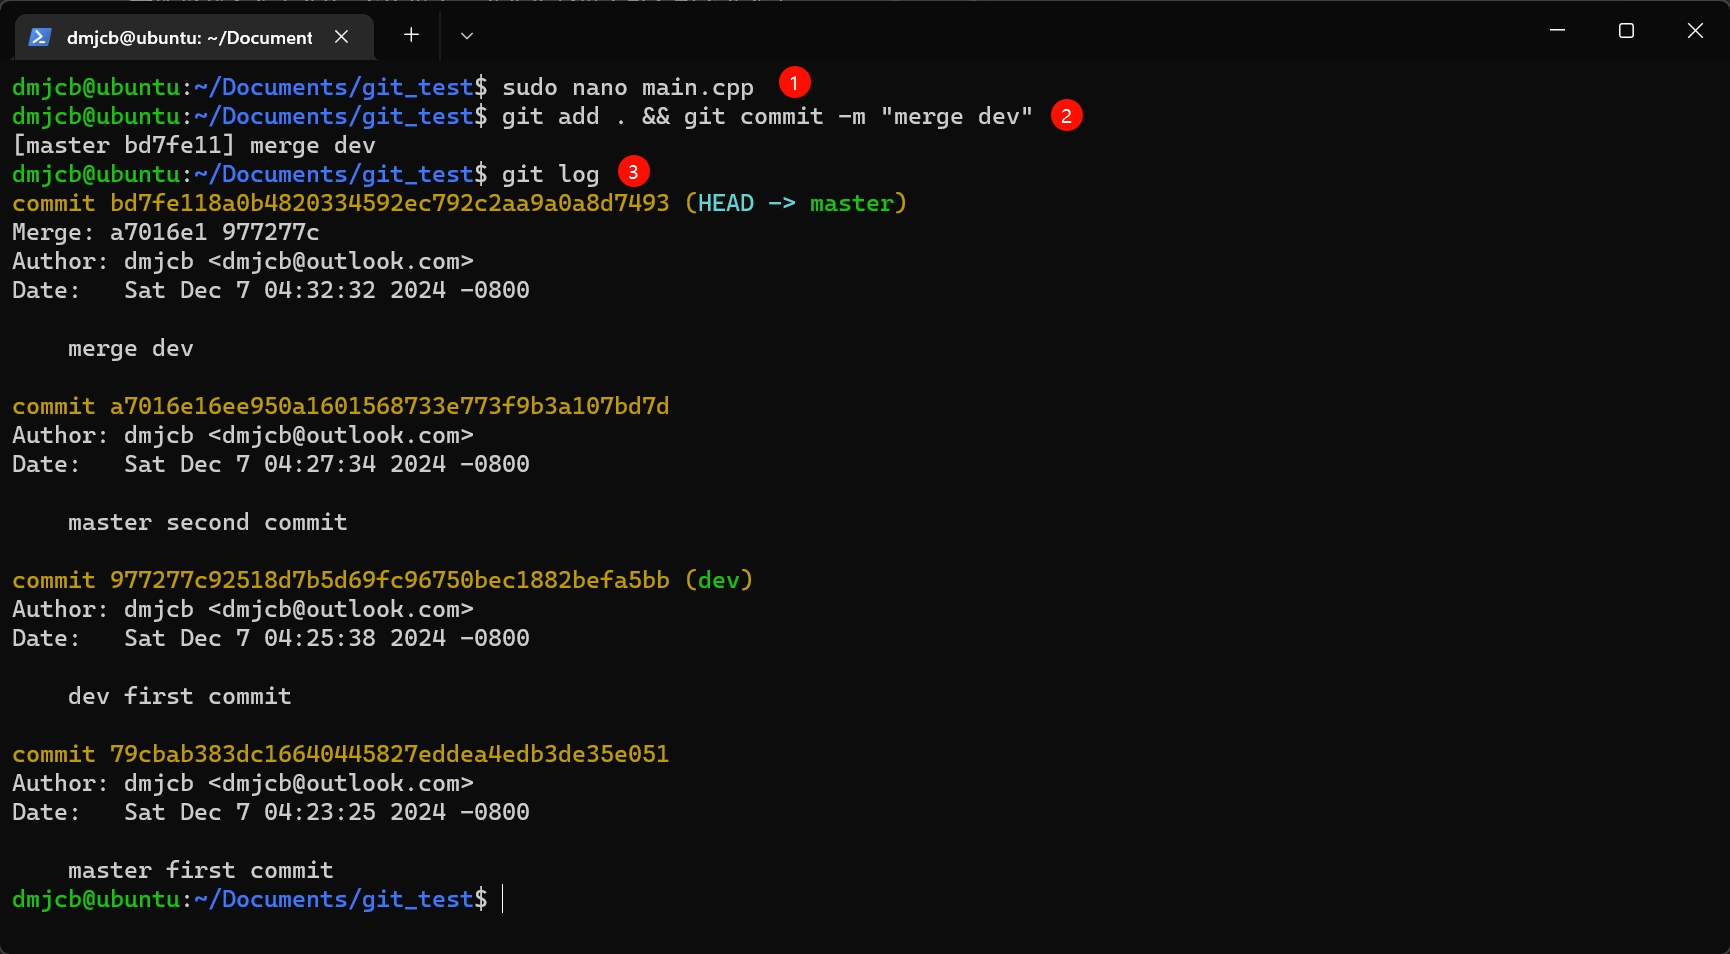 dmjcb@ubuntu: ~/Document
dmjcb@ubuntu:~/Documents/git_test$ sudo nano main.cpp 1
dmjcb@ubuntu:~/Documents/git_test$ git add . && git commit -m "merge dev" 2
[master bd7fe11] merge dev
dmjcb@ubuntu:~/Documents/git_test$ git log 3
commit bd7fe118a0b4820334592ec792c2aa9a0a8d7493 (HEAD -> master)
Merge: a7016e1 977277c
Author: dmjcb <dmjcb@outlook.com>
Date:   Sat Dec 7 04:32:32 2024 -0800
    merge dev
commit a7016e16ee950a1601568733e773f9b3a107bd7d
Author: dmjcb <dmjcb@outlook.com>
Date:   Sat Dec 7 04:27:34 2024 -0800
    master second commit
commit 977277c92518d7b5d69fc96750bec1882befa5bb (dev)
Author: dmjcb <dmjcb@outlook.com>
Date:   Sat Dec 7 04:25:38 2024 -0800
    dev first commit
commit 79cbab383dc16640445827eddea4edb3de35e051
Author: dmjcb <dmjcb@outlook.com>
Date:   Sat Dec 7 04:23:25 2024 -0800
    master first commit
dmjcb@ubuntu:~/Documents/git_test$